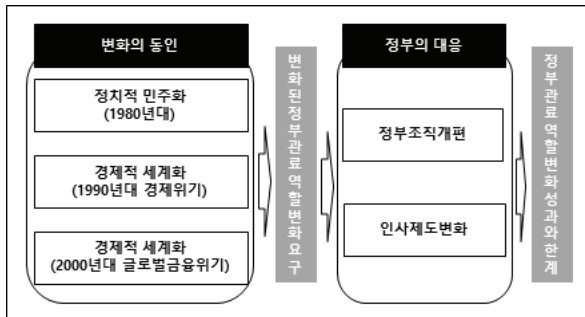 변화의 동인
정치적 민주화
(1980년대)
경제적 세계화
(1990년대 경제위기)
경제적 세계화
(2000년대 글로벌금융위기)
변화된정부관료역할변화요구
정부의 대응
정부조직개편
인사제도변화
정부관료역할변화성과와한계